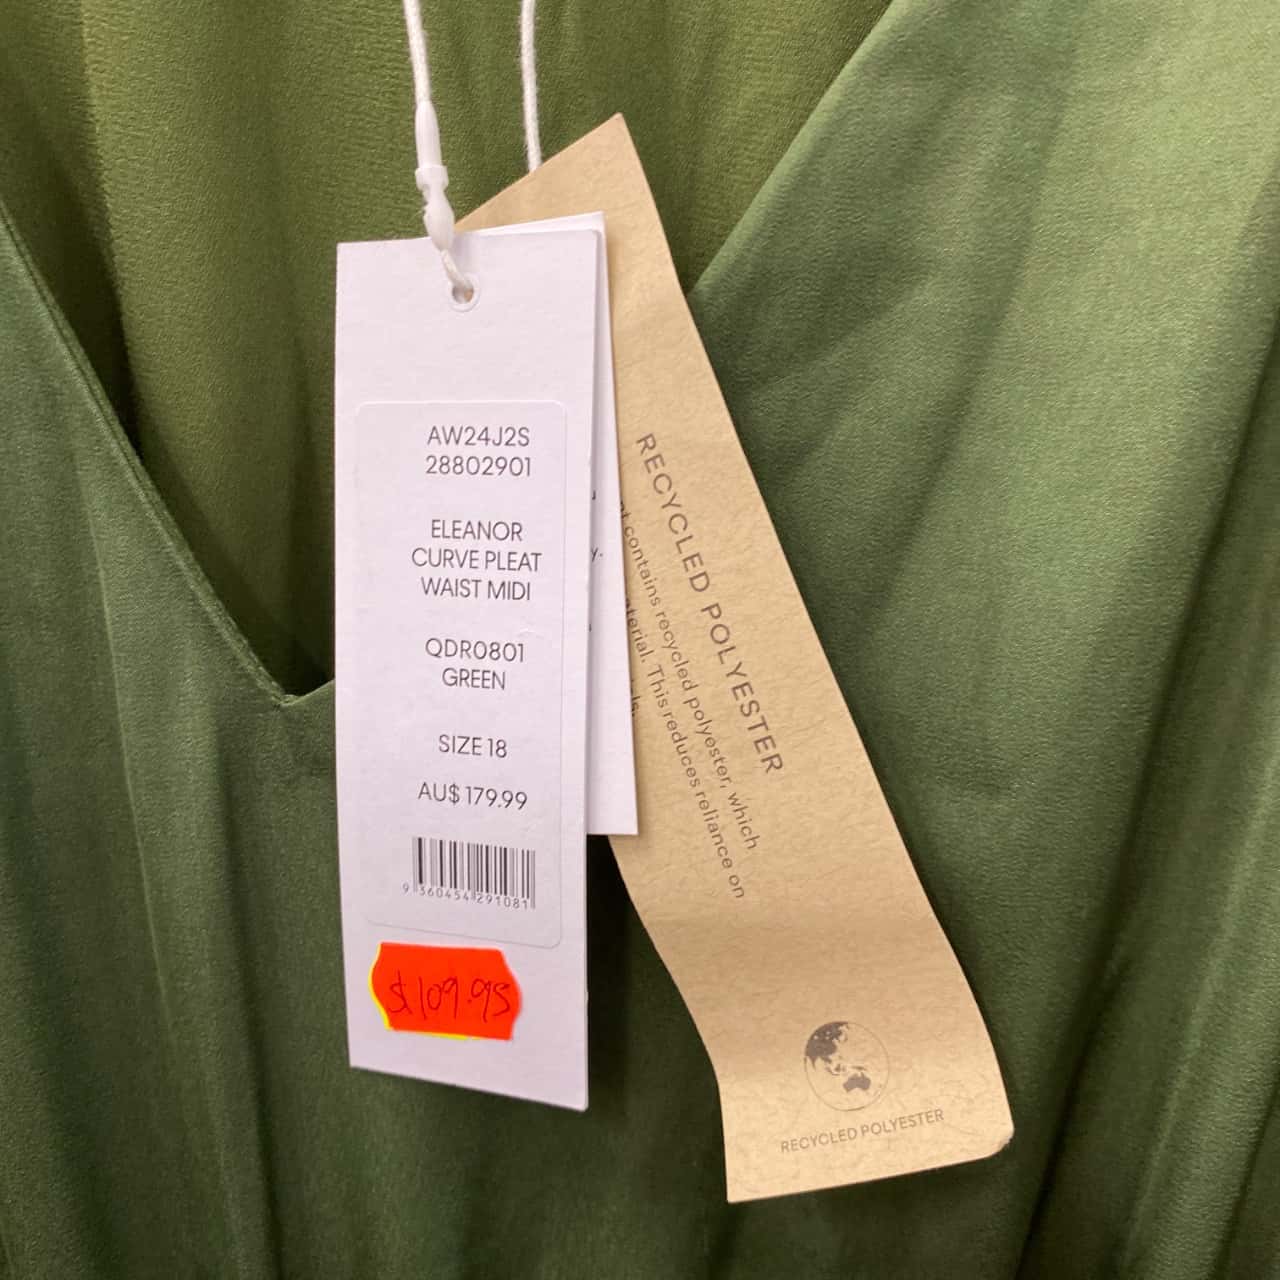 AW24J2S
28802901
ELEANOR
CURVE PLEAT
WAIST MIDI
QDR0801
GREEN
SIZE 18
AU$ 179.99
9 360454 291081
$109.95
RECYCLED POLYESTER
contains recycled polyester, which
This reduces reliance on
RECYCLED POLYESTER